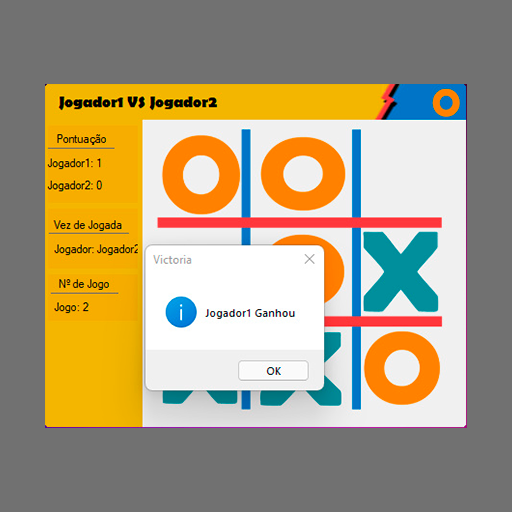 Jogador1 VS Jogador2
Pontuação
Jogador1: 1
Jogador2: 0
Vez de Jogada
Jogador: Jogador2
Nº de Jogo
Jogo: 2
Victoria
Jogador1 Ganhou
OK